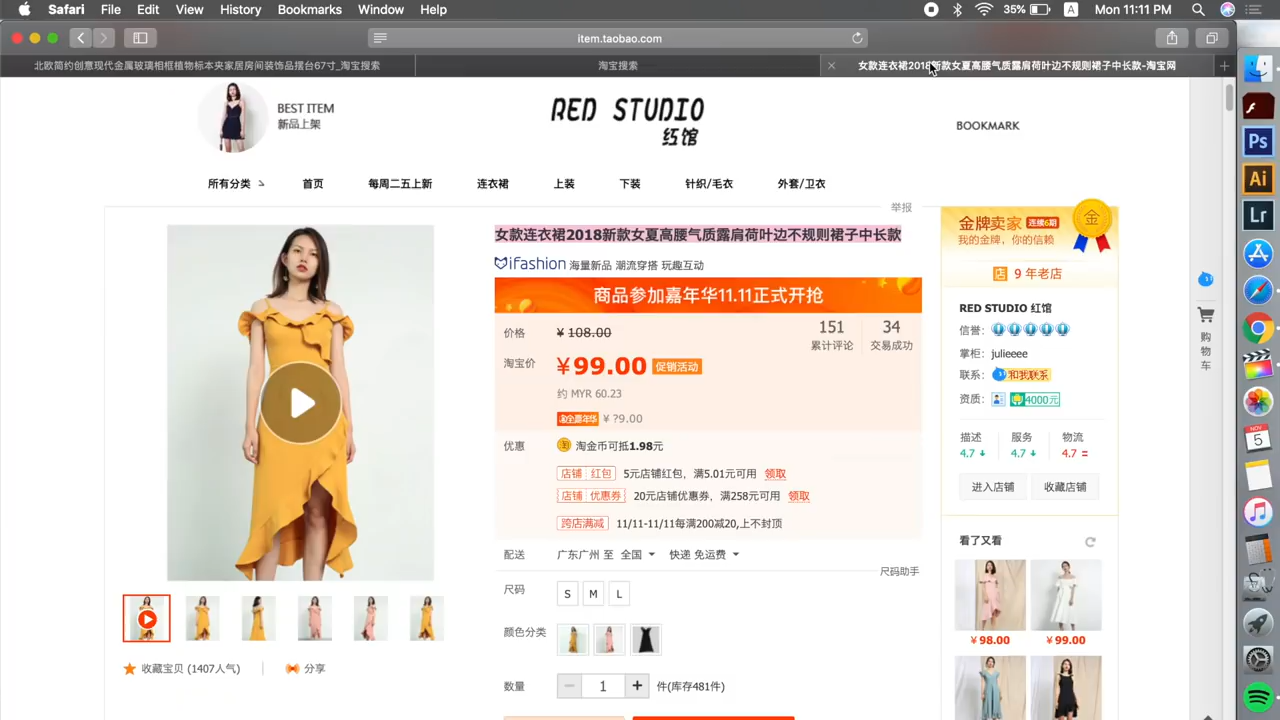 Safari File Edit View History Bookmarks Window Help 35% A Mon 11:11 PM
item.taobao.com
北欧简约创意现代金属玻璃相框植物标本夹家居房间装饰品摆台67寸_淘宝搜索
淘宝搜索
女款连衣裙2018新款女夏高腰气质露肩荷叶边不规则裙子中长款-淘宝网
BEST ITEM
新品上架
RED STUDIO
红馆
BOOKMARK
所有分类 首页 每周二五上新 连衣裙 上装 下装 针织/毛衣 外套/卫衣
举报
女款连衣裙2018新款女夏高腰气质露肩荷叶边不规则裙子中长款
ifashion 海量新品 潮流穿搭 玩趣互动
商品参加嘉年华11.11正式开抢
价格 ¥ 108.00
151 累计评论
34 交易成功
淘宝价 ¥99.00 促销活动
约 MYR 60.23
淘宝嘉年华 ¥ ?9.00
优惠 淘金币可抵1.98元
店铺 红包 5元店铺红包，满5.01元可用 领取
店铺 优惠券 20元店铺优惠券，满258元可用 领取
跨店满减 11/11-11/11每满200减20,上不封顶
配送 广东广州 至 全国 快递 免运费
尺码助手
尺码 S M L
颜色分类
数量 1 件(库存481件)
收藏宝贝 (1407人气) 分享
金牌卖家 连续6期
金
我的金牌，你的信赖
店 9 年老店
RED STUDIO 红馆
信誉：
掌柜： julieeee
联系： 和我联系
资质： 4000元
描述 服务 物流
4.7 4.7 4.7
进入店铺 收藏店铺
看了又看
¥98.00 ¥99.00
购物车
Ps
Ai
Lr
NOV
5